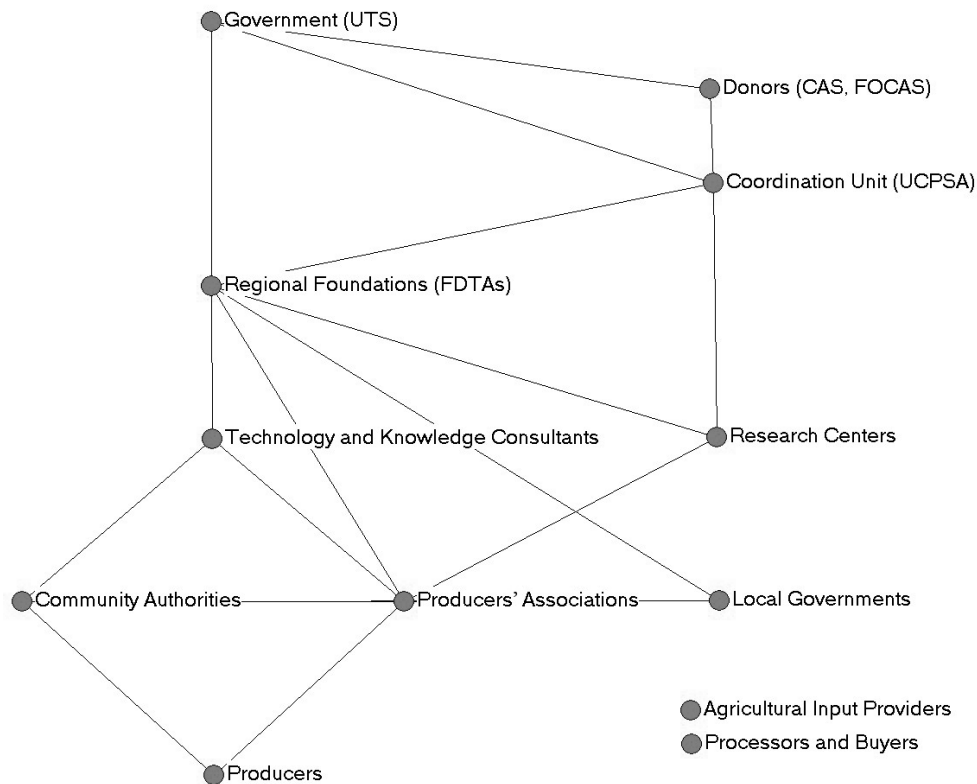 Government (UTS)
Donors (CAS, FOCAS)
Coordination Unit (UCPSA)
Regional Foundations (FDTAs)
Technology and Knowledge Consultants
Research Centers
Community Authorities
Producers' Associations
Local Governments
Agricultural Input Providers
Processors and Buyers
Producers